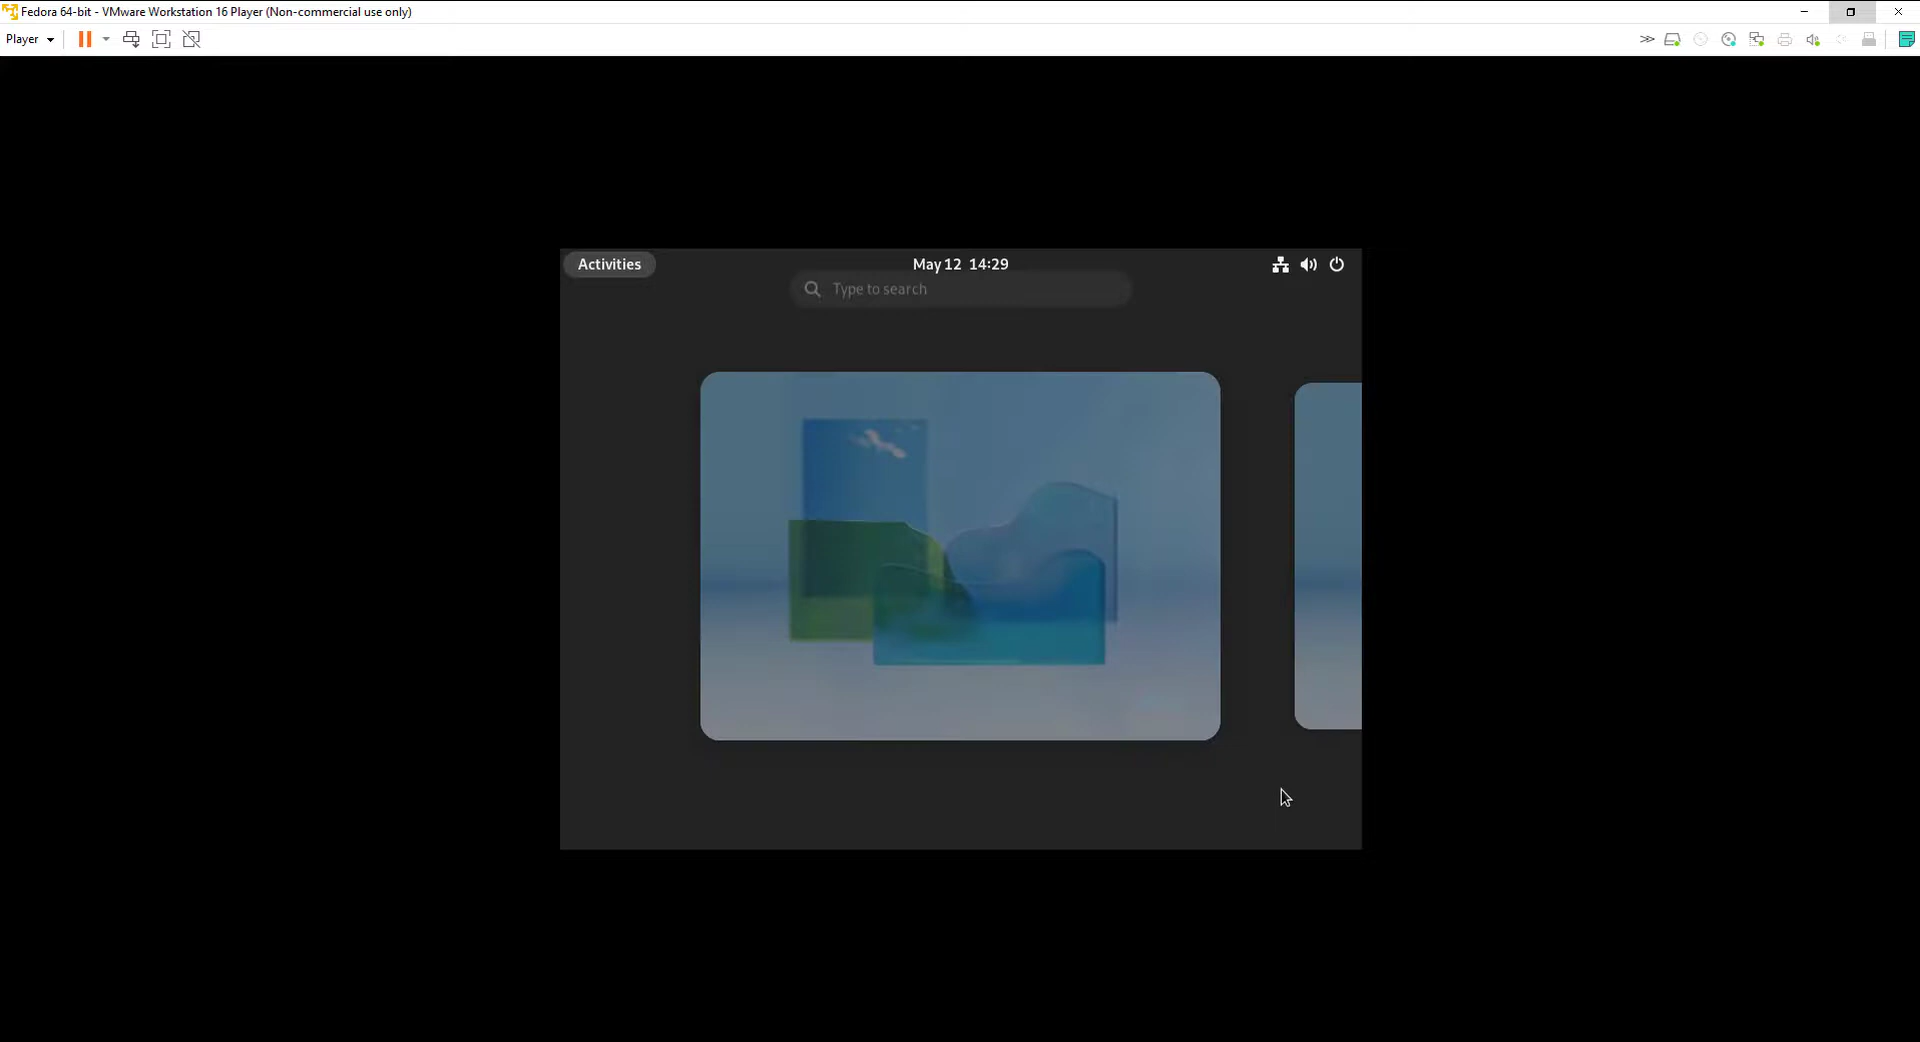 Fedora 64-bit - VMware Workstation 16 Player (Non-commercial use only)
Player
Activities
May 12 14:29
Type to search